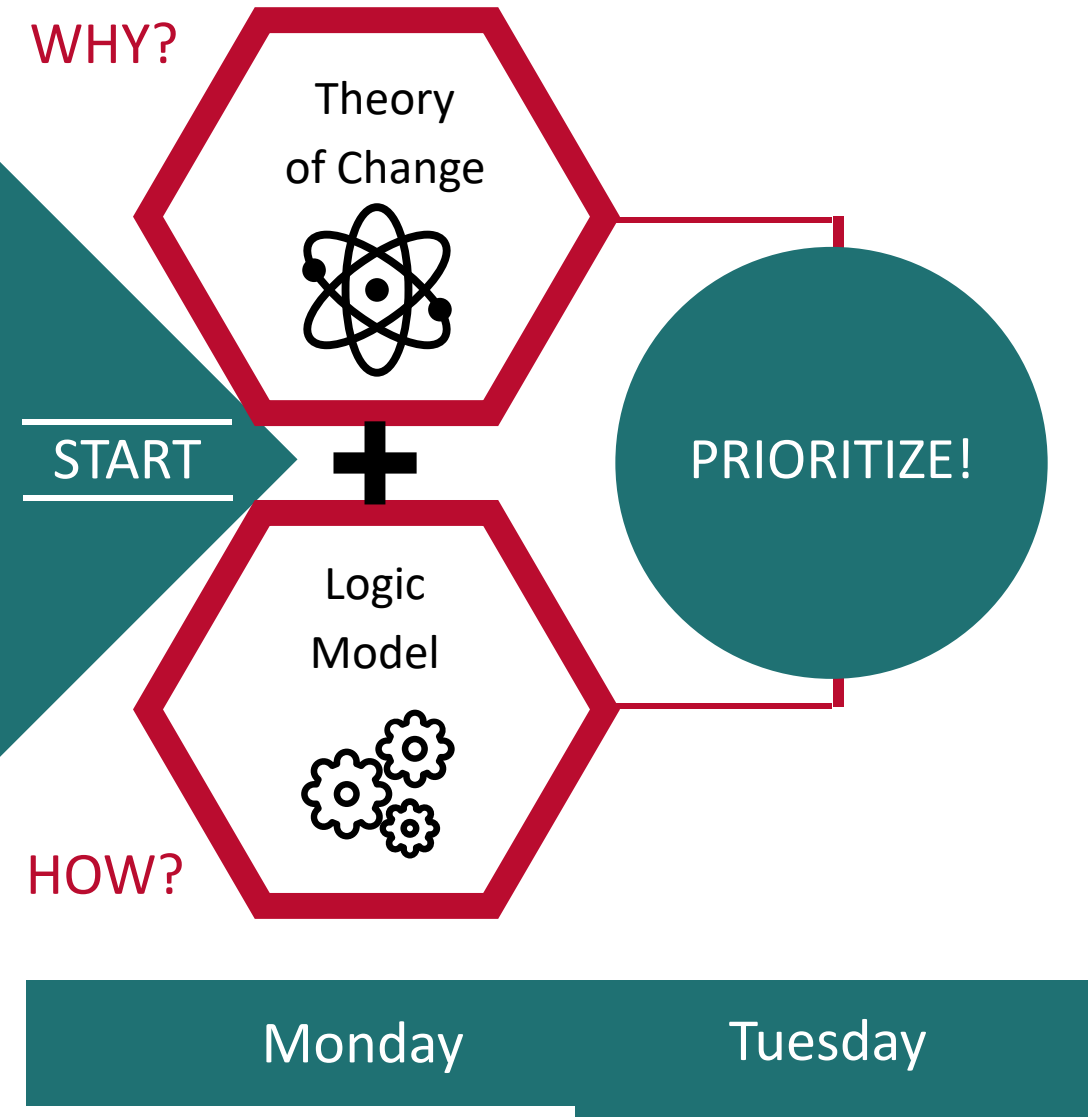 WHY?
Theory
of Change
START
PRIORITIZE!
Logic
Model
HOW?
Monday
Tuesday